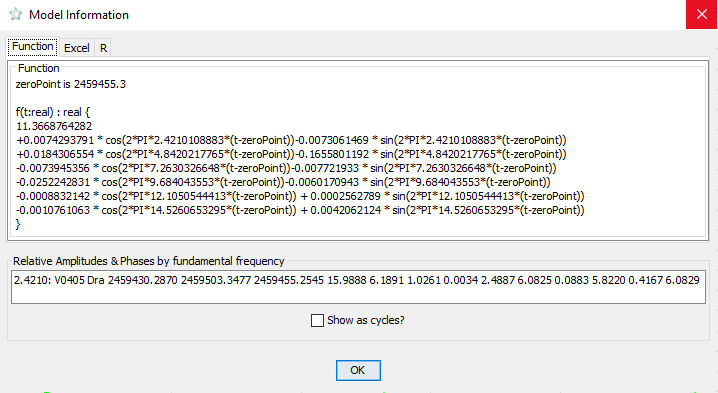 Model Information
Function Excel R
Function
zeroPoint is 2459455.3
f(t:real) : real {
11.3668764282
+0.0074293791 * cos(2*PI*2.4210108883*(t-zeroPoint))-0.0073061469 * sin(2*PI*2.4210108883*(t-zeroPoint))
+0.0184306554 * cos(2*PI*4.8420217765*(t-zeroPoint))-0.1655801192 * sin(2*PI*4.8420217765*(t-zeroPoint))
-0.0073945356 * cos(2*PI*7.2630326648*(t-zeroPoint))-0.007721933 * sin(2*PI*7.2630326648*(t-zeroPoint))
-0.0252242831 * cos(2*PI*9.684043553*(t-zeroPoint))-0.0060170943 * sin(2*PI*9.684043553*(t-zeroPoint))
-0.0008832142 * cos(2*PI*12.1050544413*(t-zeroPoint)) + 0.0002562789 * sin(2*PI*12.1050544413*(t-zeroPoint))
-0.0010761063 * cos(2*PI*14.5260653295*(t-zeroPoint)) + 0.0042062124 * sin(2*PI*14.5260653295*(t-zeroPoint))
}
Relative Amplitudes & Phases by fundamental frequency
2.4210: V0405 Dra 2459430.2870 2459503.3477 2459455.2545 15.9888 6.1891 1.0261 0.0034 2.4887 6.0825 0.0883 5.8220 0.4167 6.0829
Show as cycles?
OK